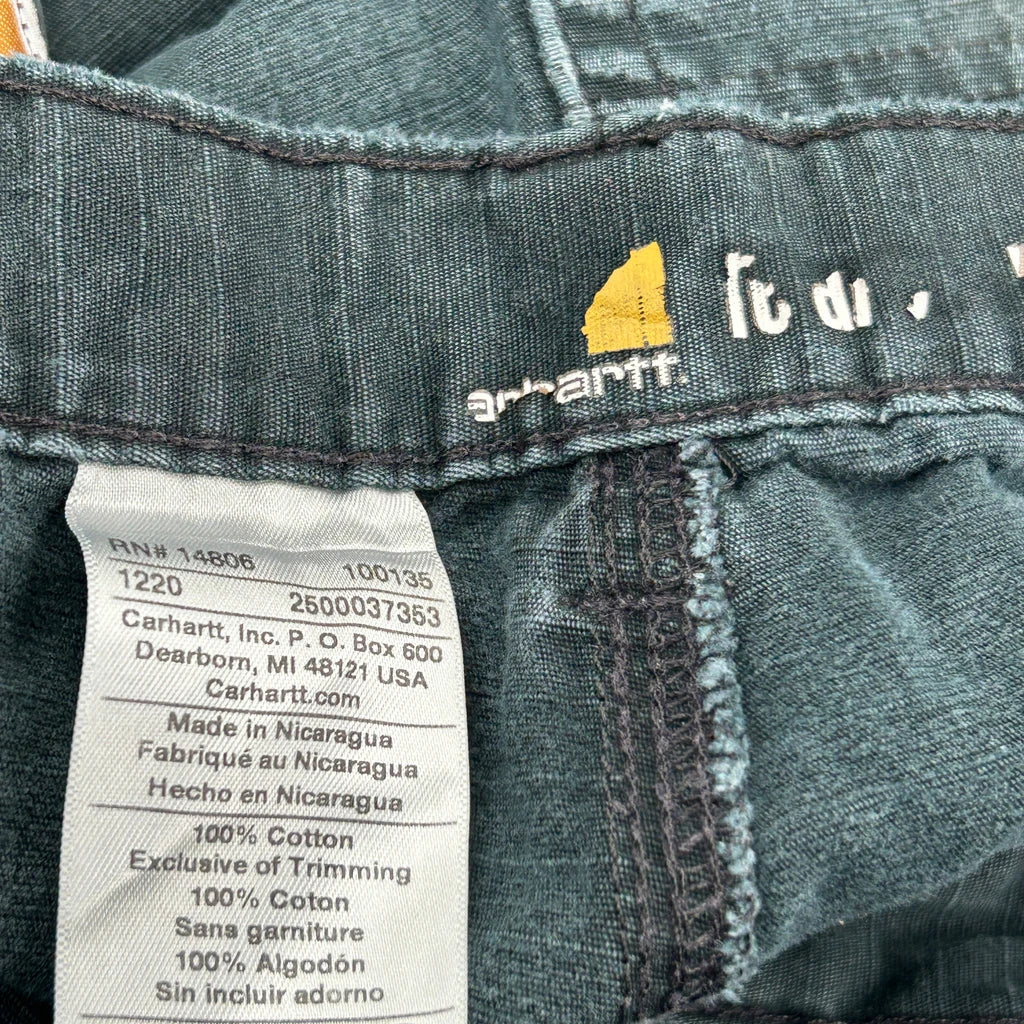 arhartt.
RN# 14806 100135
1220 2500037353
Carhartt, Inc. P. O. Box 600
Dearborn, MI 48121 USA
Carhartt.com
Made in Nicaragua
Fabriqué au Nicaragua
Hecho en Nicaragua
100% Cotton
Exclusive of Trimming
100% Coton
Sans garniture
100% Algodón
Sin incluir adorno